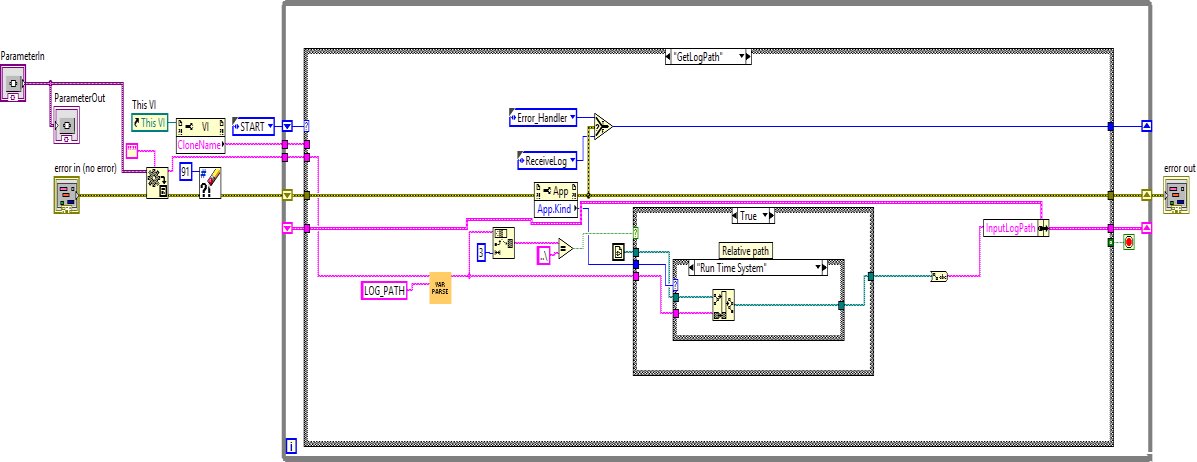 "GetLogPath"
ParameterIn
ParameterOut
This VI
This VI
VI
CloneName
START
Error_Handler
ReceiveLog
error in (no error)
91
#
?!
error out
App
App.Kind
True
InputLogPath
3
..\
Relative path
"Run Time System"
LOG_PATH
VAR
PARSE
abc
i